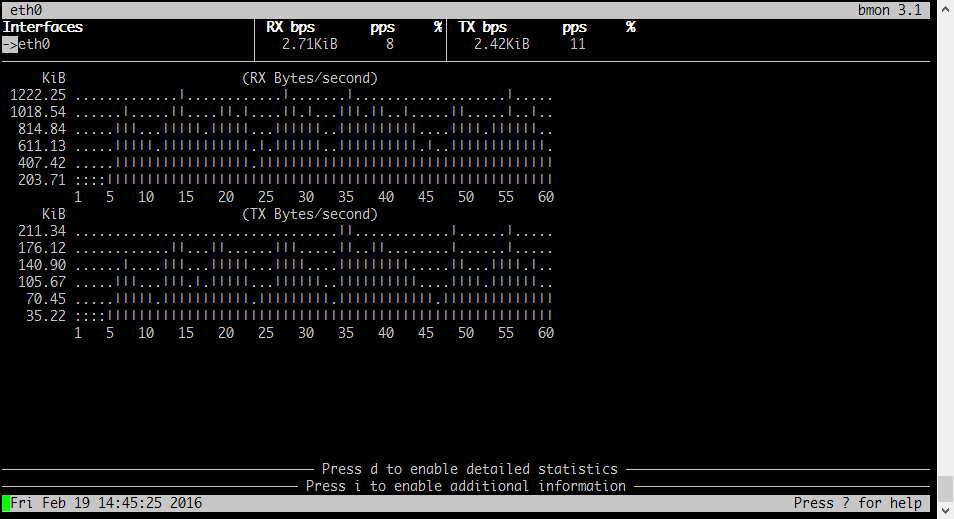 eth0 bmon 3.1
Interfaces RX bps pps % TX bps pps %
->eth0 2.71KiB 8 2.42KiB 11
KiB (RX Bytes/second)
1222.25
1018.54
814.84
611.13
407.42
203.71
1 5 10 15 20 25 30 35 40 45 50 55 60
KiB (TX Bytes/second)
211.34
176.12
140.90
105.67
70.45
35.22
1 5 10 15 20 25 30 35 40 45 50 55 60
Press d to enable detailed statistics
Press i to enable additional information
Fri Feb 19 14:45:25 2016 Press ? for help